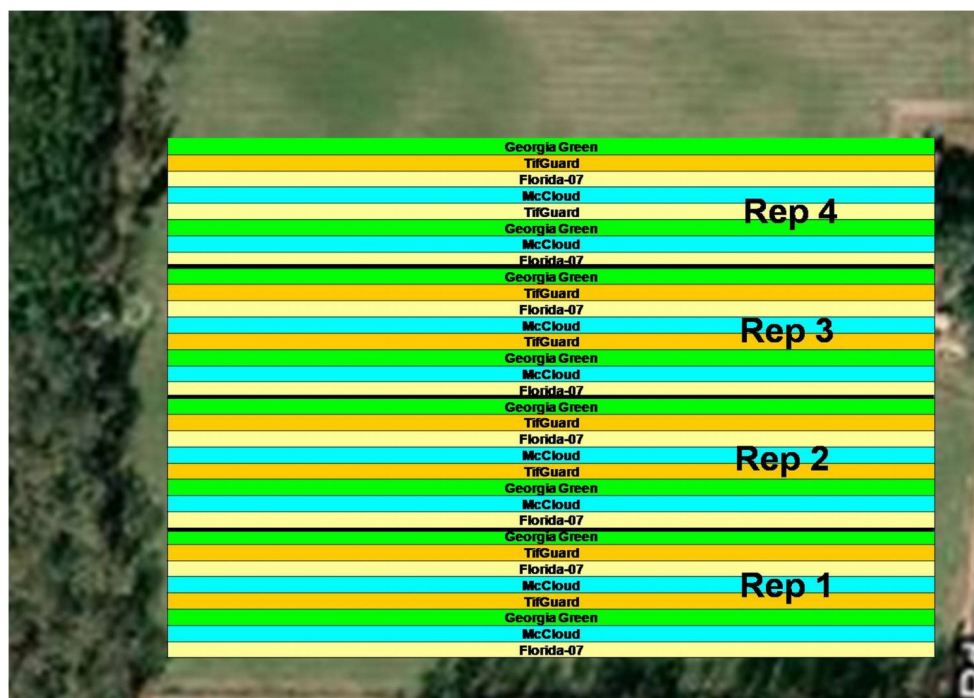 Georgia Green
TifGuard
Florida-07
McCloud
TifGuard
Rep 4
Georgia Green
McCloud
Florida-07
Georgia Green
TifGuard
Florida-07
McCloud
Rep 3
TifGuard
Georgia Green
McCloud
Florida-07
Georgia Green
TifGuard
Florida-07
McCloud
Rep 2
TifGuard
Georgia Green
McCloud
Florida-07
Georgia Green
TifGuard
Florida-07
McCloud
Rep 1
TifGuard
Georgia Green
McCloud
Florida-07